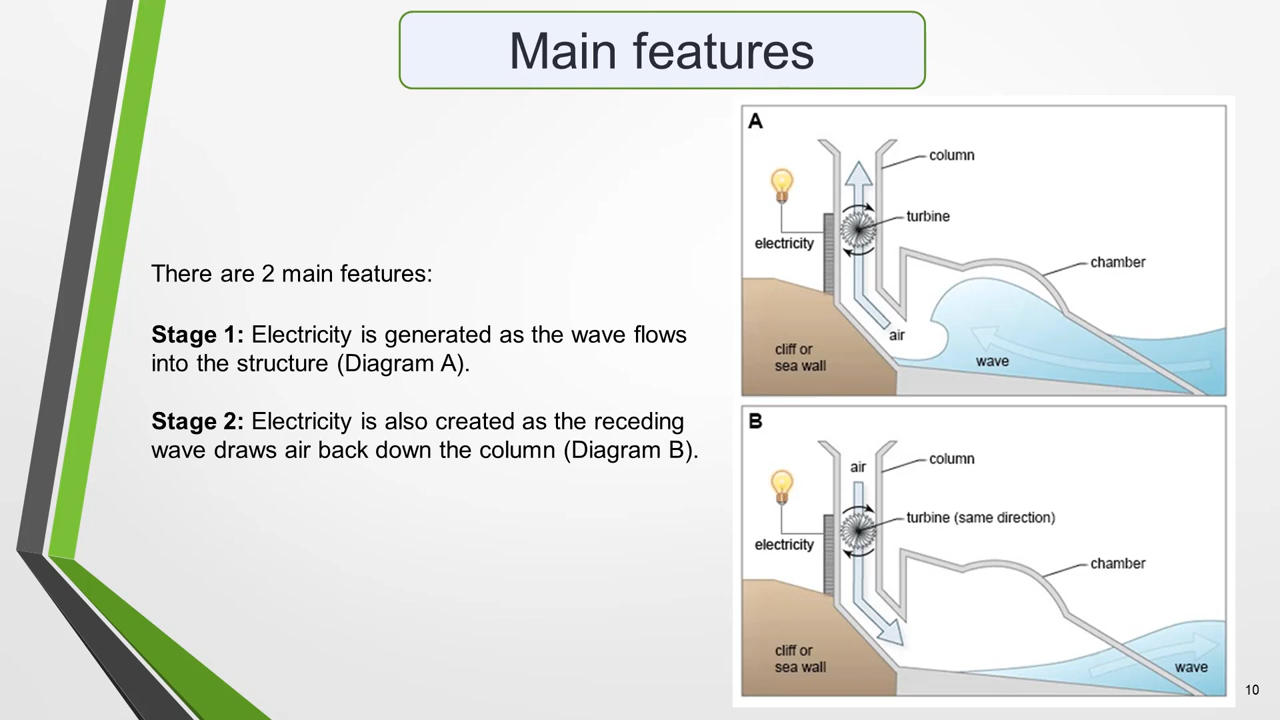 Main features
There are 2 main features:
Stage 1: Electricity is generated as the wave flows
into the structure (Diagram A).
Stage 2: Electricity is also created as the receding
wave draws air back down the column (Diagram B).
A
column
turbine
electricity
chamber
air
cliff or
sea wall
wave
B
air
column
turbine (same direction)
electricity
chamber
cliff or
sea wall
wave
10